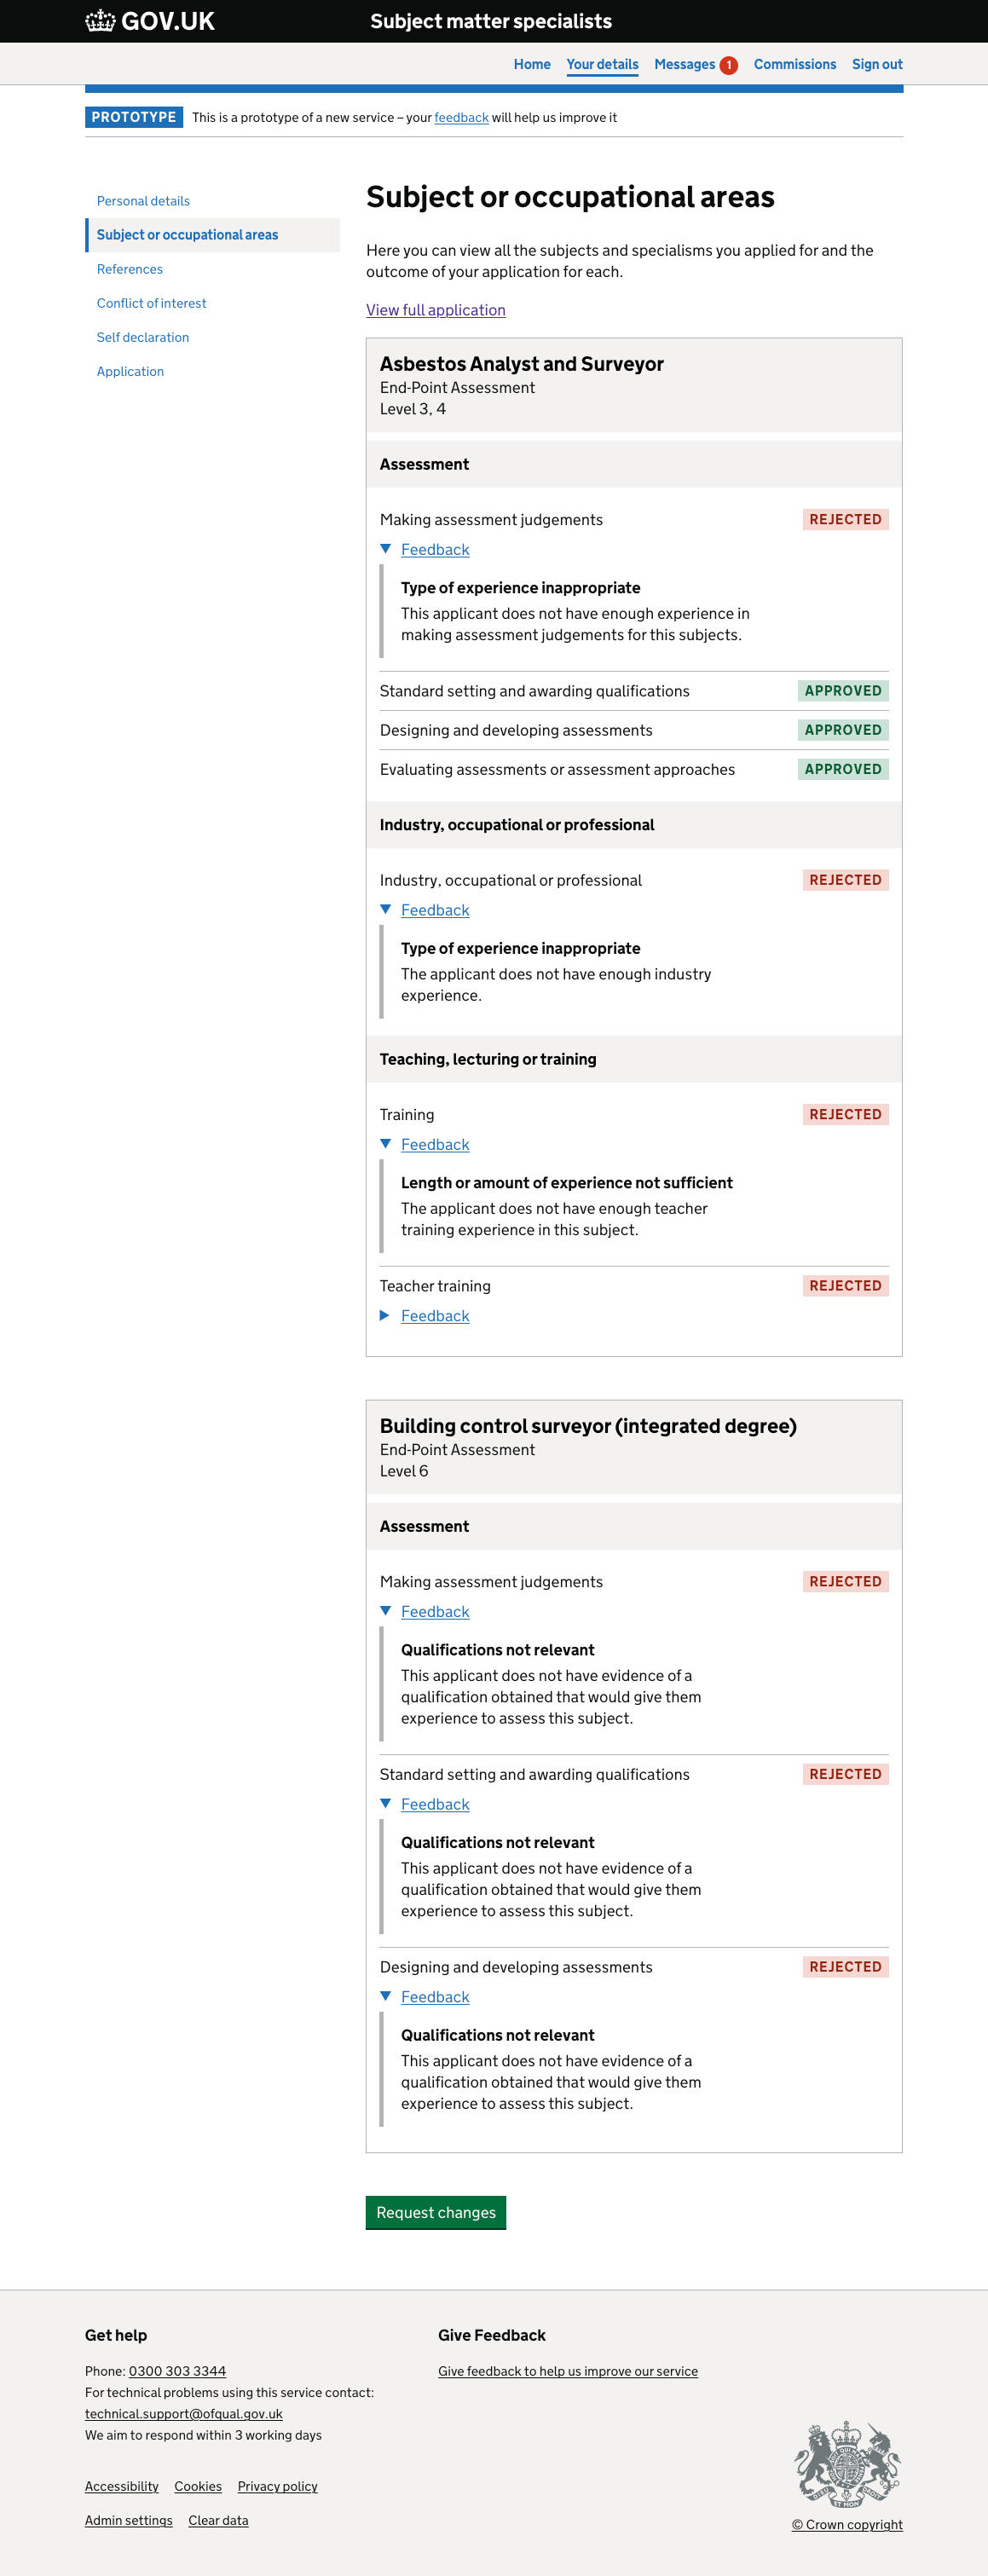 GOV.UK
Subject matter specialists
Home Your details Messages 1 Commissions Sign out
PROTOTYPE This is a prototype of a new service – your feedback will help us improve it
Personal details
Subject or occupational areas
References
Conflict of interest
Self declaration
Application
Subject or occupational areas
Here you can view all the subjects and specialisms you applied for and the
outcome of your application for each.
View full application
Asbestos Analyst and Surveyor
End-Point Assessment
Level 3, 4
Assessment
Making assessment judgements REJECTED
Feedback
Type of experience inappropriate
This applicant does not have enough experience in
making assessment judgements for this subjects.
Standard setting and awarding qualifications APPROVED
Designing and developing assessments APPROVED
Evaluating assessments or assessment approaches APPROVED
Industry, occupational or professional
Industry, occupational or professional REJECTED
Feedback
Type of experience inappropriate
The applicant does not have enough industry
experience.
Teaching, lecturing or training
Training REJECTED
Feedback
Length or amount of experience not sufficient
The applicant does not have enough teacher
training experience in this subject.
Teacher training REJECTED
Feedback
Building control surveyor (integrated degree)
End-Point Assessment
Level 6
Assessment
Making assessment judgements REJECTED
Feedback
Qualifications not relevant
This applicant does not have evidence of a
qualification obtained that would give them
experience to assess this subject.
Standard setting and awarding qualifications REJECTED
Feedback
Qualifications not relevant
This applicant does not have evidence of a
qualification obtained that would give them
experience to assess this subject.
Designing and developing assessments REJECTED
Feedback
Qualifications not relevant
This applicant does not have evidence of a
qualification obtained that would give them
experience to assess this subject.
Request changes
Get help
Phone: 0300 303 3344
For technical problems using this service contact:
technical.support@ofqual.gov.uk
We aim to respond within 3 working days
Give Feedback
Give feedback to help us improve our service
Accessibility Cookies Privacy policy
Admin settings Clear data
© Crown copyright